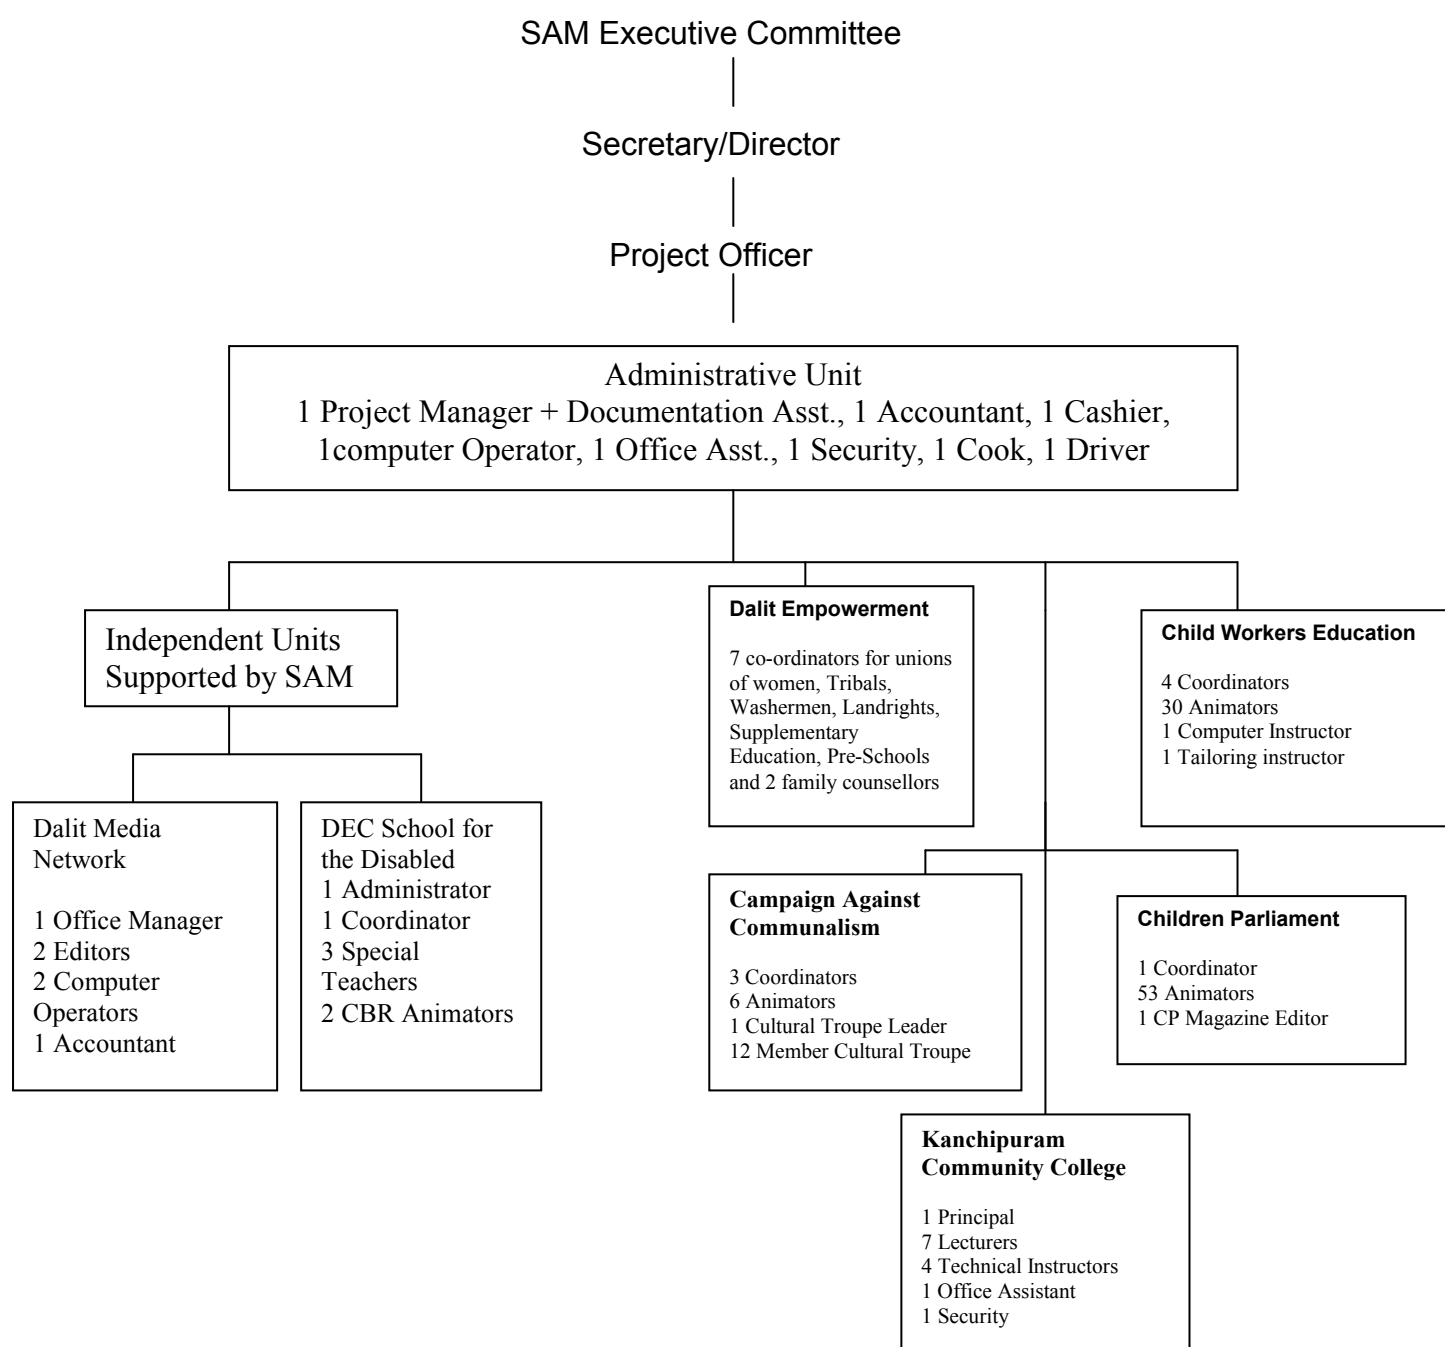 SAM Executive Committee
Secretary/Director
Project Officer
Administrative Unit
1 Project Manager + Documentation Asst., 1 Accountant, 1 Cashier,
1computer Operator, 1 Office Asst., 1 Security, 1 Cook, 1 Driver
Independent Units
Supported by SAM
Dalit Media
Network
1 Office Manager
2 Editors
2 Computer
Operators
1 Accountant
DEC School for
the Disabled
1 Administrator
1 Coordinator
3 Special
Teachers
2 CBR Animators
Dalit Empowerment
7 co-ordinators for unions
of women, Tribals,
Washermen, Landrights,
Supplementary
Education, Pre-Schools
and 2 family counsellors
Child Workers Education
4 Coordinators
30 Animators
1 Computer Instructor
1 Tailoring instructor
Campaign Against
Communalism
3 Coordinators
6 Animators
1 Cultural Troupe Leader
12 Member Cultural Troupe
Children Parliament
1 Coordinator
53 Animators
1 CP Magazine Editor
Kanchipuram
Community College
1 Principal
7 Lecturers
4 Technical Instructors
1 Office Assistant
1 Security